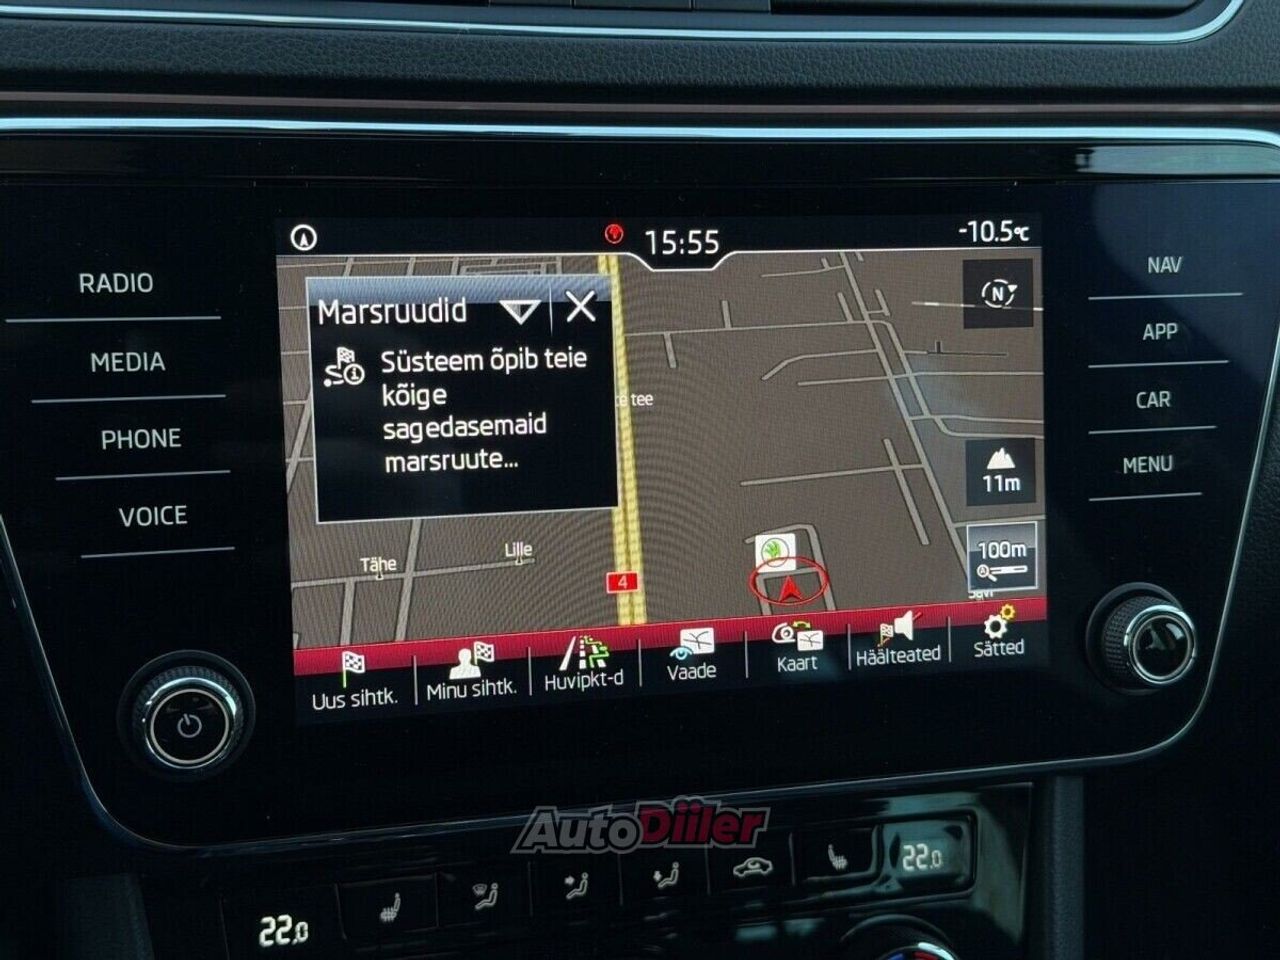 15:55
-10.5°C
RADIO
MEDIA
PHONE
VOICE
NAV
APP
CAR
MENU
Marsruudid
Süsteem õpib teie
kõige
sagedasemaid
marsruute...
N
tee
11m
100m
A
Tähe
Lille
4
Savi
Uus sihtk.
Minu sihtk.
Huvipkt-d
Vaade
Kaart
Häälteated
Sätted
AutoDiiler
22.0
22.0